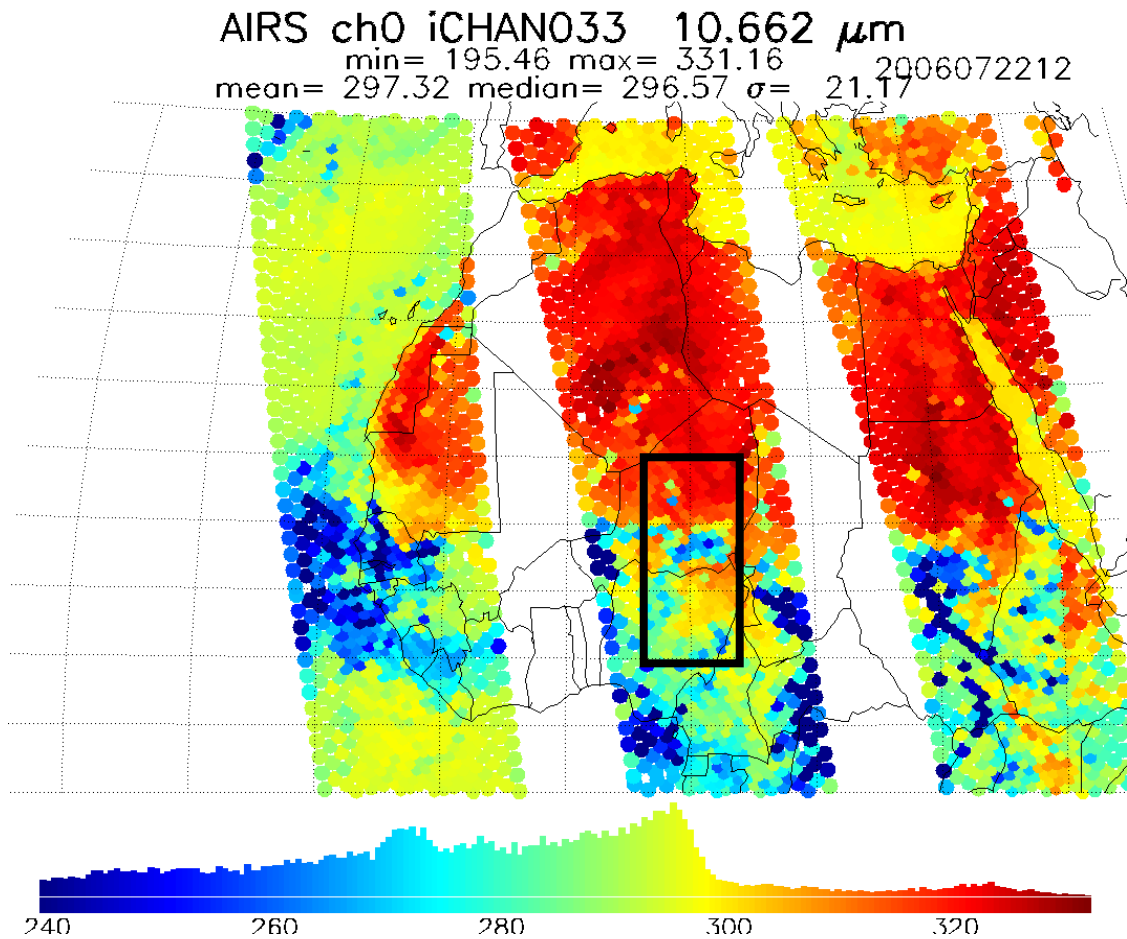 AIRS ch0 iCHAN033 10.662 μm
min= 195.46 max= 331.16
2006072212
mean= 297.32 median= 296.57 σ= 21.17
240 260 280 300 320